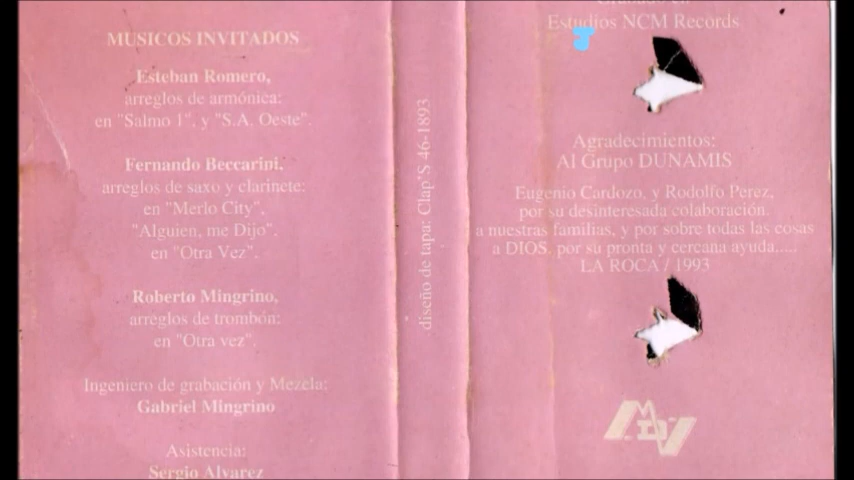 MUSICOS INVITADOS
Esteban Romero,
arreglos de armónica:
en "Salmo 1", y "S.A. Oeste".
Fernando Beccarini,
arreglos de saxo y clarinete:
en "Merlo City",
"Alguien, me Dijo",
en "Otra Vez".
Roberto Mingrino,
arreglos de trombón:
en "Otra vez".
Ingeniero de grabación y Mezcla:
Gabriel Mingrino
Asistencia:
Sergio Alvarez
diseño de tapa: Clap'S 46-1893
Grabado en
Estudios NCM Records
Agradecimientos:
Al Grupo DUNAMIS
Eugenio Cardozo, y Rodolfo Perez,
por su desinteresada colaboración.
a nuestras familias, y por sobre todas las cosas
a DIOS, por su pronta y cercana ayuda.....
LA ROCA / 1993
MDV